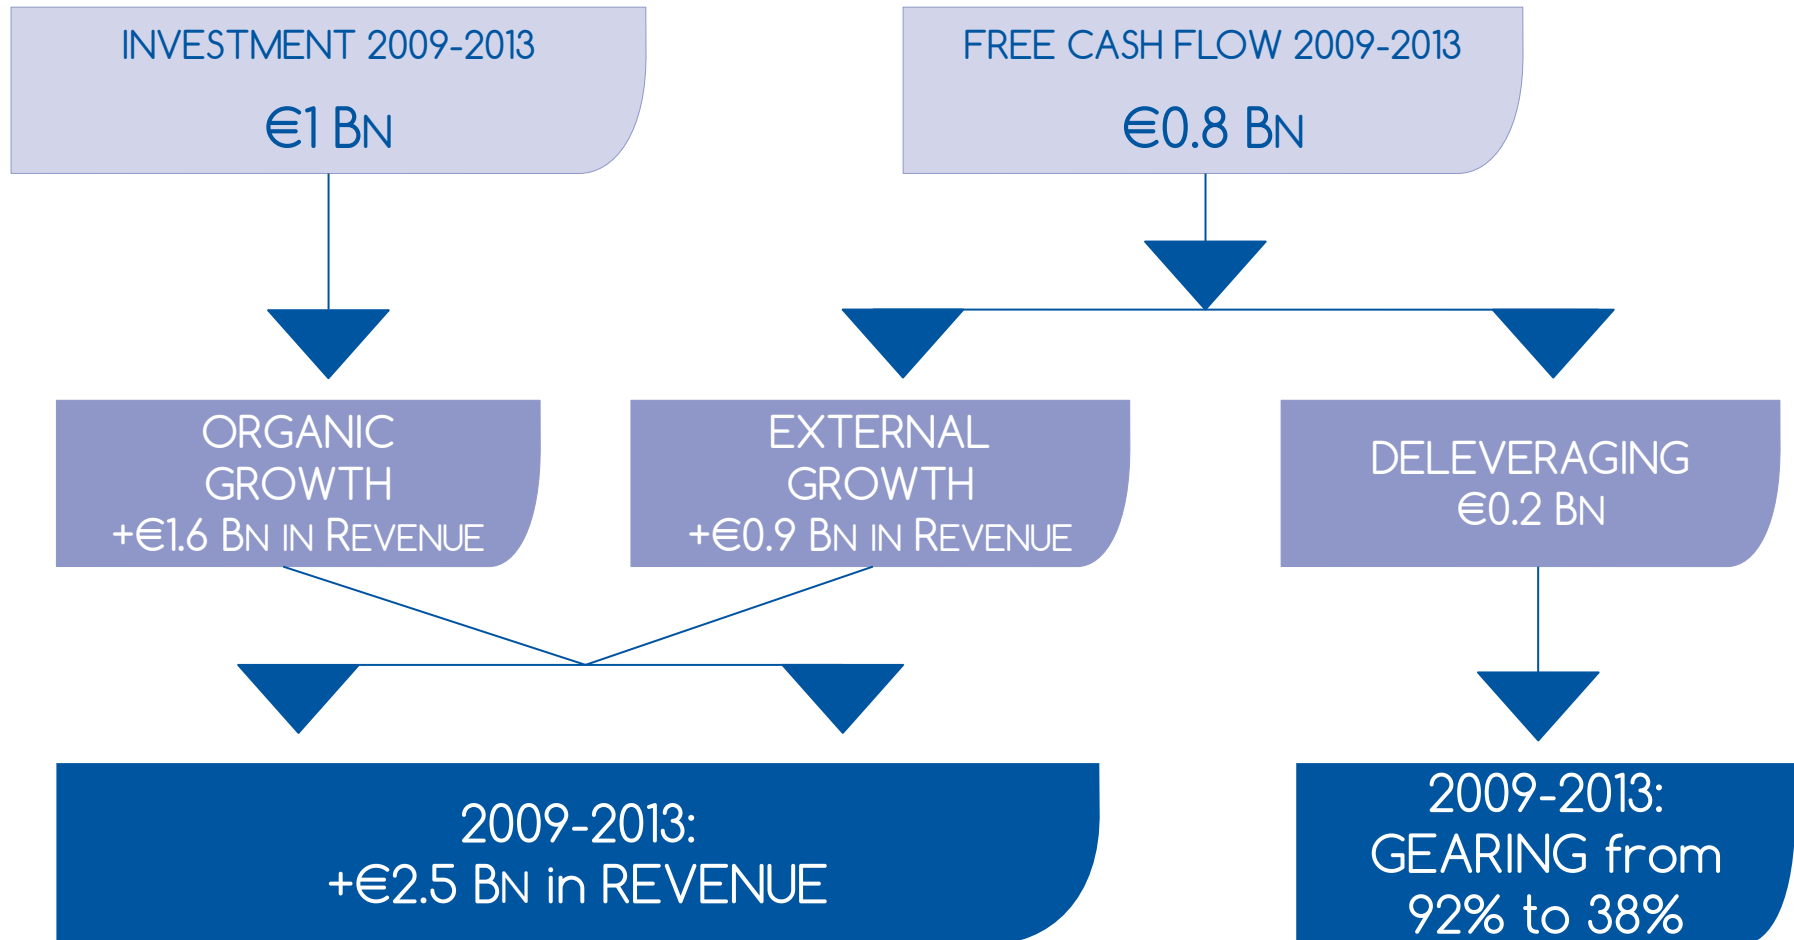 INVESTMENT 2009-2013
€1 BN
FREE CASH FLOW 2009-2013
€0.8 BN
ORGANIC
GROWTH
+€1.6 BN IN REVENUE
EXTERNAL
GROWTH
+€0.9 BN IN REVENUE
DELEVERAGING
€0.2 BN
2009-2013:
+€2.5 BN in REVENUE
2009-2013:
GEARING from
92% to 38%